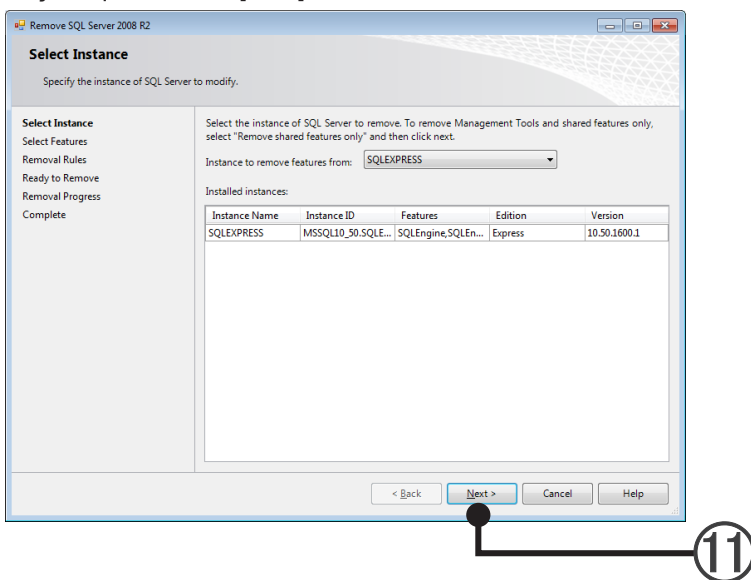 Remove SQL Server 2008 R2
Select Instance
Specify the instance of SQL Server to modify.
Select Instance
Select Features
Removal Rules
Ready to Remove
Removal Progress
Complete
Select the instance of SQL Server to remove. To remove Management Tools and shared features only,
select "Remove shared features only" and then click next.
Instance to remove features from: SQLEXPRESS
Installed instances:
Instance Name Instance ID Features Edition Version
SQLEXPRESS MSSQL10_50.SQLE... SQLEngine,SQLEn... Express 10.50.1600.1
< Back Next > Cancel Help
⑪